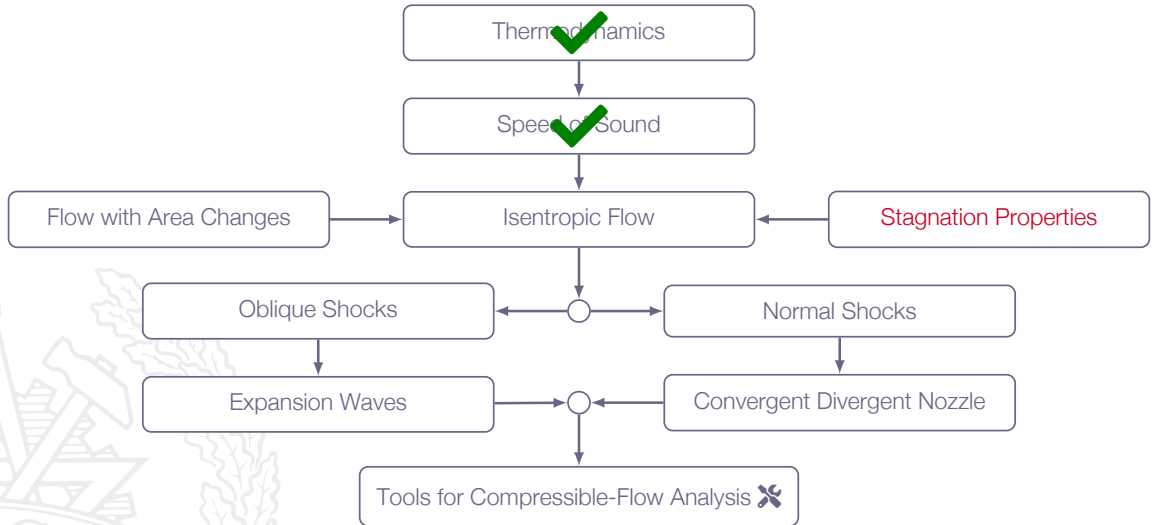 Thermodynamics
Speed of Sound
Flow with Area Changes
Isentropic Flow
Stagnation Properties
Oblique Shocks
Normal Shocks
Expansion Waves
Convergent Divergent Nozzle
Tools for Compressible-Flow Analysis